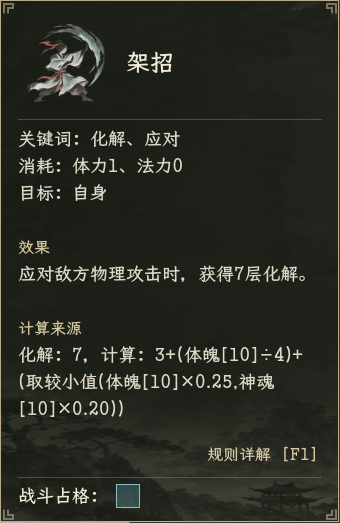 架招
关键词：化解、应对
消耗：体力1、法力0
目标：自身
效果
应对敌方物理攻击时，获得7层化解。
计算来源
化解：7，计算：3+(体魄[10]÷4)+
(取较小值(体魄[10]×0.25,神魂
[10]×0.20))
规则详解 [F1]
战斗占格：